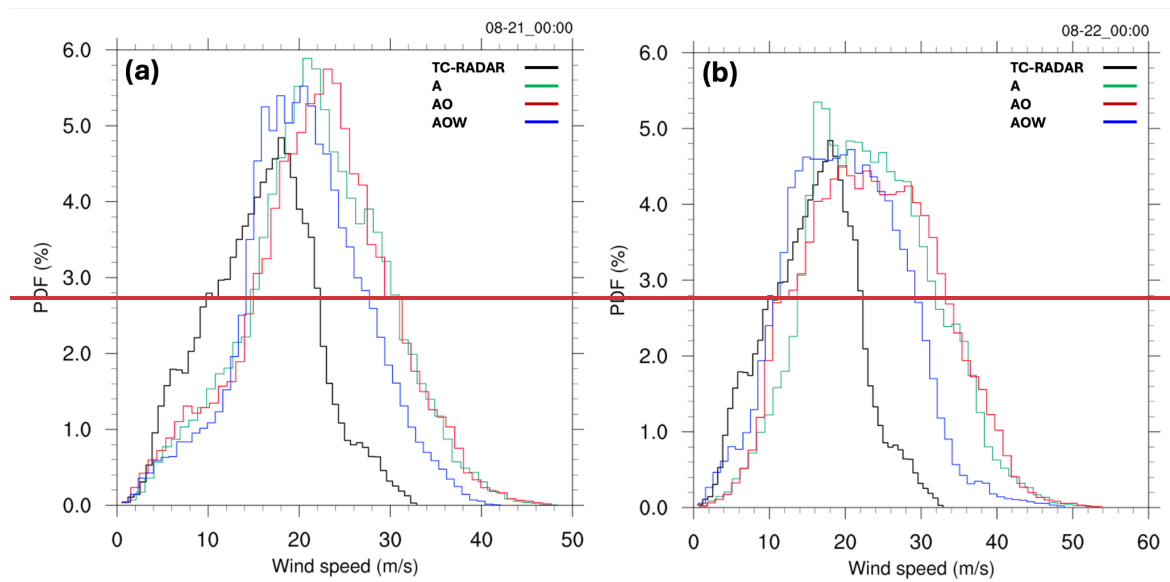 08-21_00:00
(a)
TC-RADAR
A
AO
AOW
6.0
5.0
4.0
3.0
2.0
1.0
0.0
PDF (%)
0 10 20 30 40 50
Wind speed (m/s)
08-22_00:00
(b)
TC-RADAR
A
AO
AOW
6.0
5.0
4.0
3.0
2.0
1.0
0.0
PDF (%)
0 10 20 30 40 50 60
Wind speed (m/s)